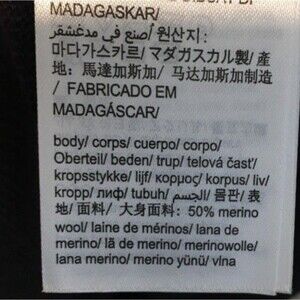 MADAGASKAR/
صنع في مدغشقر/ 원산지:
마다가스카르/ マダガスカル製/ 產
地: 馬達加斯加/ 马达加斯加制造
/ FABRICADO EM
MADAGÁSCAR/
body/ corps/ cuerpo/ corpo/
Oberteil/ beden/ trup/ telová časť/
kropsstykke/ lijf/ κορμος/ korpus/ liv/
kropp/ лиф/ tubuh/ الجسم/ 몸판/ 表
地/ 面料/ 大身面料: 50% merino
wool/ laine de mérinos/ lana de
merino/ lã de merino/ merinowolle/
lana merino/ merino yünü/ vlna